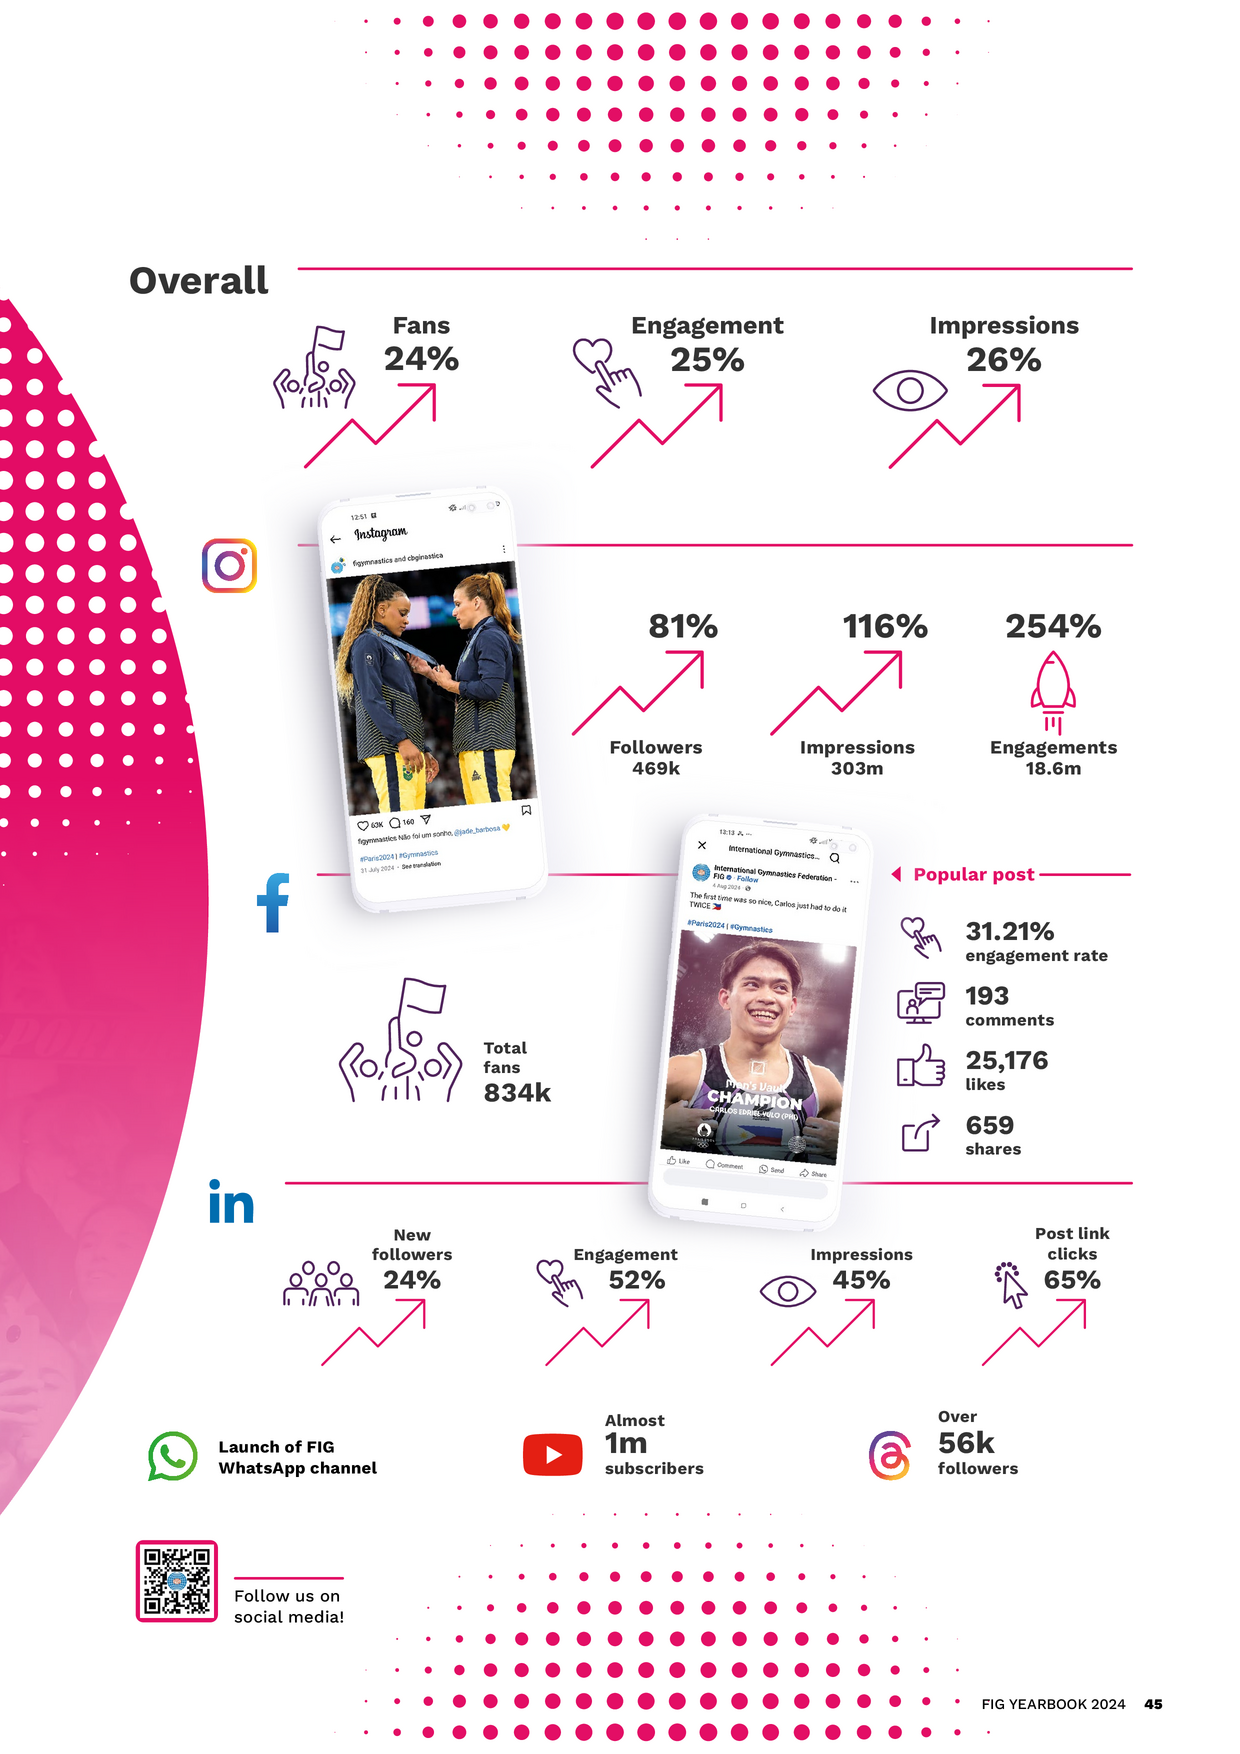 Overall
Fans
24%
Engagement
25%
Impressions
26%
12:51
Instagram
figymnastics and cbginastica
63K 160
figymnastics Não foi um sonho, @jade_barbosa 💛
#Paris2024 | #Gymnastics
31 July 2024 • See translation
81%
Followers
469k
116%
Impressions
303m
254%
Engagements
18.6m
f
Total
fans
834k
13:13
International Gymnastics...
International Gymnastics Federation -
FIG · Follow
4 Aug 2024
The first time was so nice, Carlos just had to do it
TWICE 🇵🇭
#Paris2024 | #Gymnastics
Men's Vault
CHAMPION
CARLOS EDRIEL YULO (PHI)
Like Comment Send Share
Popular post
31.21%
engagement rate
193
comments
25,176
likes
659
shares
in
New
followers
24%
Engagement
52%
Impressions
45%
Post link
clicks
65%
Launch of FIG
WhatsApp channel
Almost
1m
subscribers
Over
56k
followers
Follow us on
social media!
FIG YEARBOOK 2024 45